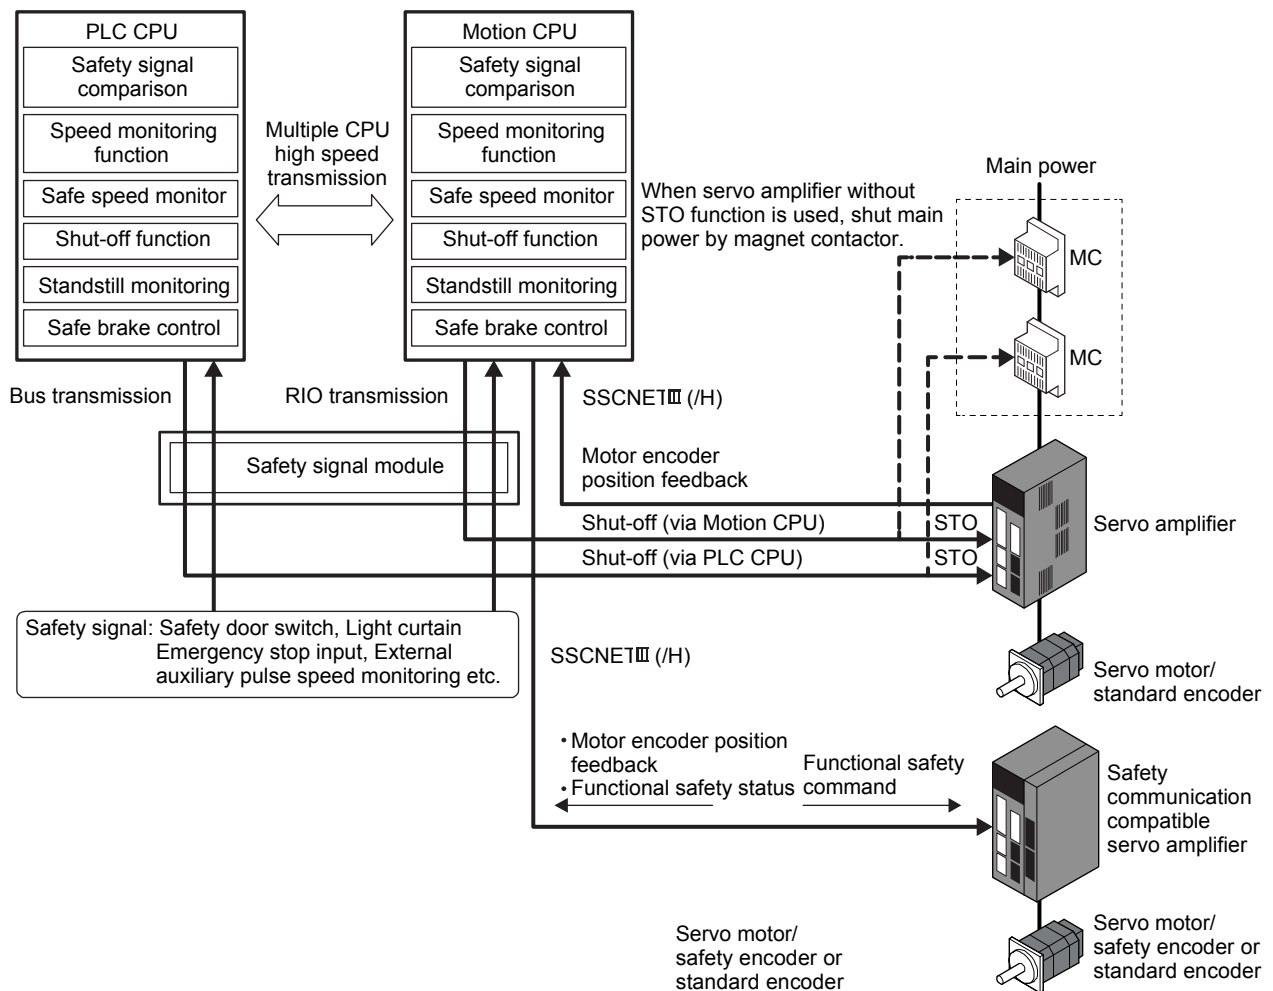 PLC CPU
Safety signal
comparison
Speed monitoring
function
Safe speed monitor
Shut-off function
Standstill monitoring
Safe brake control
Multiple CPU
high speed
transmission
Motion CPU
Safety signal
comparison
Speed monitoring
function
Safe speed monitor
Shut-off function
Standstill monitoring
Safe brake control
Main power
When servo amplifier without
STO function is used, shut main
power by magnet contactor.
MC
MC
Bus transmission
RIO transmission
SSCNETⅢ (/H)
Safety signal module
Motor encoder
position feedback
Shut-off (via Motion CPU)
STO
Shut-off (via PLC CPU)
STO
Servo amplifier
Safety signal: Safety door switch, Light curtain
Emergency stop input, External
auxiliary pulse speed monitoring etc.
SSCNETⅢ (/H)
Servo motor/
standard encoder
・Motor encoder position
feedback
・Functional safety status
Functional safety
command
Safety
communication
compatible
servo amplifier
Servo motor/
safety encoder or
standard encoder
Servo motor/
safety encoder or
standard encoder